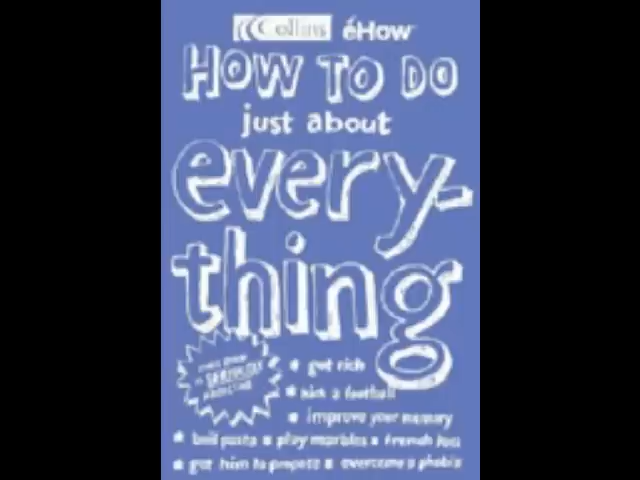 Collins éHow
HOW TO DO
just about
every-
thing
get rich
a football
improve your memory
boil pasta play marbles french kiss
get him to propose overcome a phobia